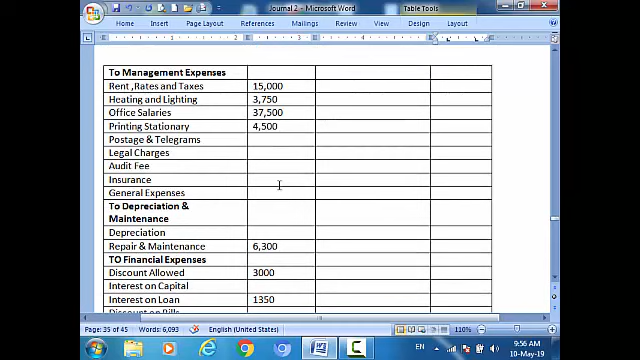 Journal 2 - Microsoft Word
Table Tools
Home Insert Page Layout References Mailings Review View Design Layout
To Management Expenses
Rent ,Rates and Taxes 15,000
Heating and Lighting 3,750
Office Salaries 37,500
Printing Stationary 4,500
Postage & Telegrams
Legal Charges
Audit Fee
Insurance
General Expenses
To Depreciation &
Maintenance
Depreciation
Repair & Maintenance 6,300
TO Financial Expenses
Discount Allowed 3000
Interest on Capital
Interest on Loan 1350
Discount on Bills
Page: 35 of 45 Words: 6,093 English (United States) 110%
EN 9:56 AM
10-May-19